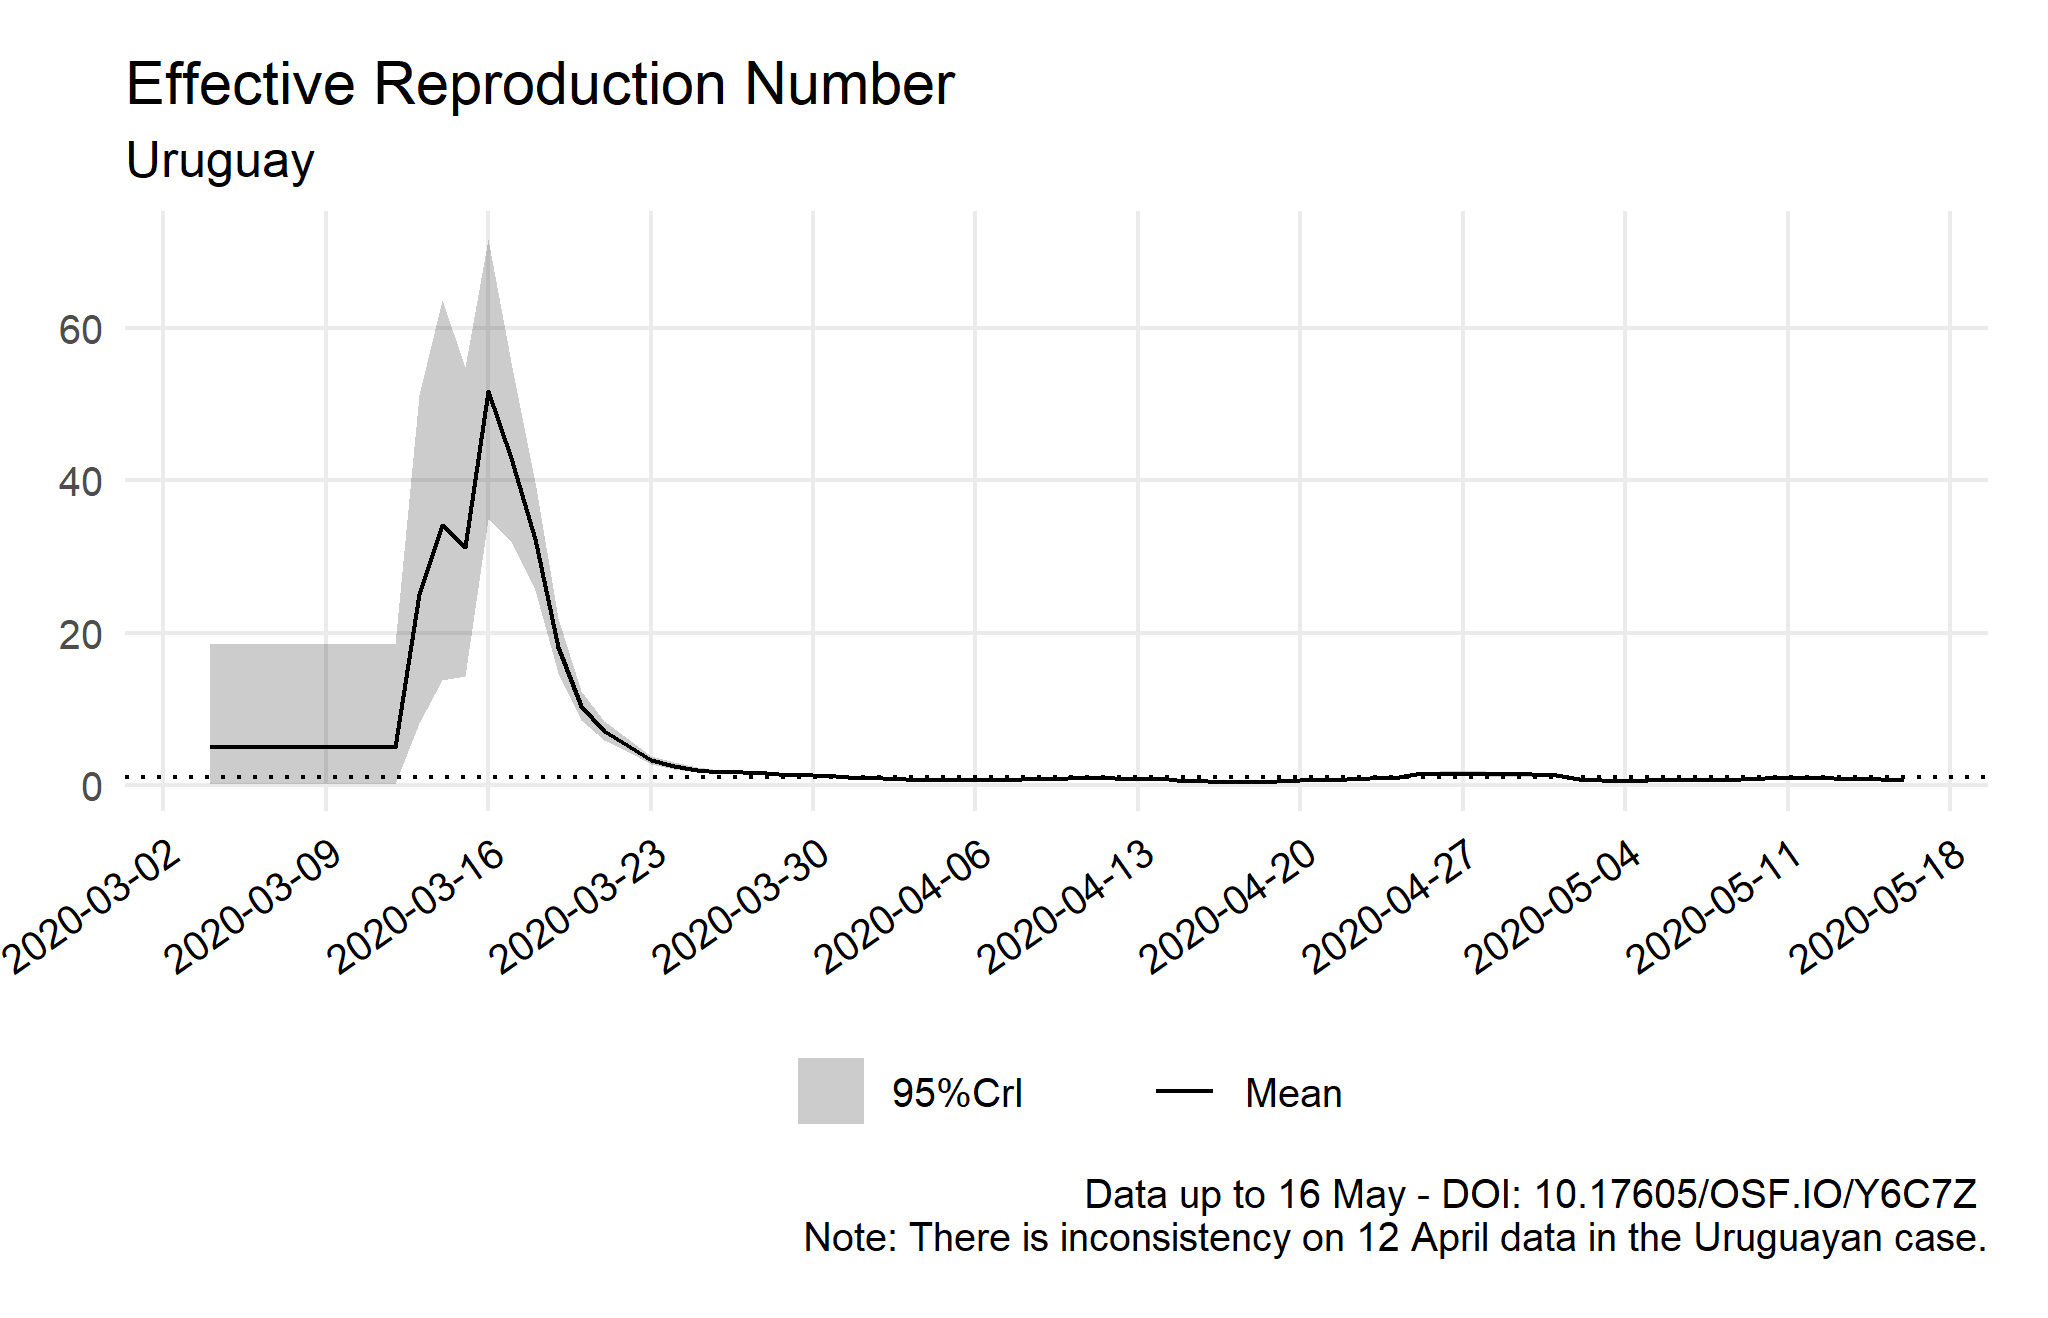 Effective Reproduction Number
Uruguay
60
40
20
0
2020-03-02
2020-03-09
2020-03-16
2020-03-23
2020-03-30
2020-04-06
2020-04-13
2020-04-20
2020-04-27
2020-05-04
2020-05-11
2020-05-18
95%CrI
Mean
Data up to 16 May - DOI: 10.17605/OSF.IO/Y6C7Z
Note: There is inconsistency on 12 April data in the Uruguayan case.